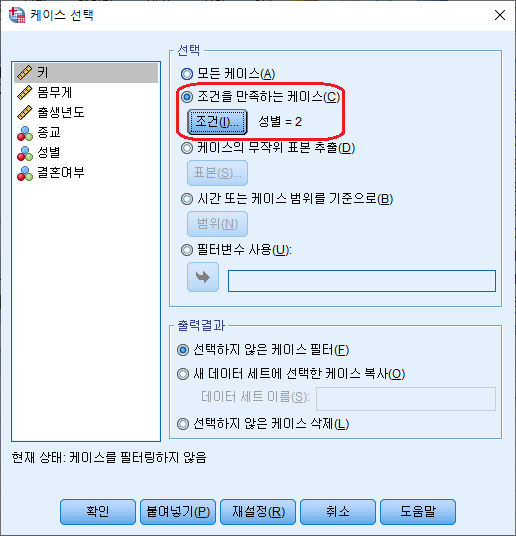 케이스 선택
키
몸무게
출생년도
종교
성별
결혼여부
선택
모든 케이스(A)
조건을 만족하는 케이스(C)
조건(I)... 성별 = 2
케이스의 무작위 표본 추출(D)
표본(S)...
시간 또는 케이스 범위를 기준으로(B)
범위(N)
필터변수 사용(U):
출력결과
선택하지 않은 케이스 필터(F)
새 데이터 세트에 선택한 케이스 복사(O)
데이터 세트 이름(S):
선택하지 않은 케이스 삭제(L)
현재 상태: 케이스를 필터링하지 않음
확인 붙여넣기(P) 재설정(R) 취소 도움말